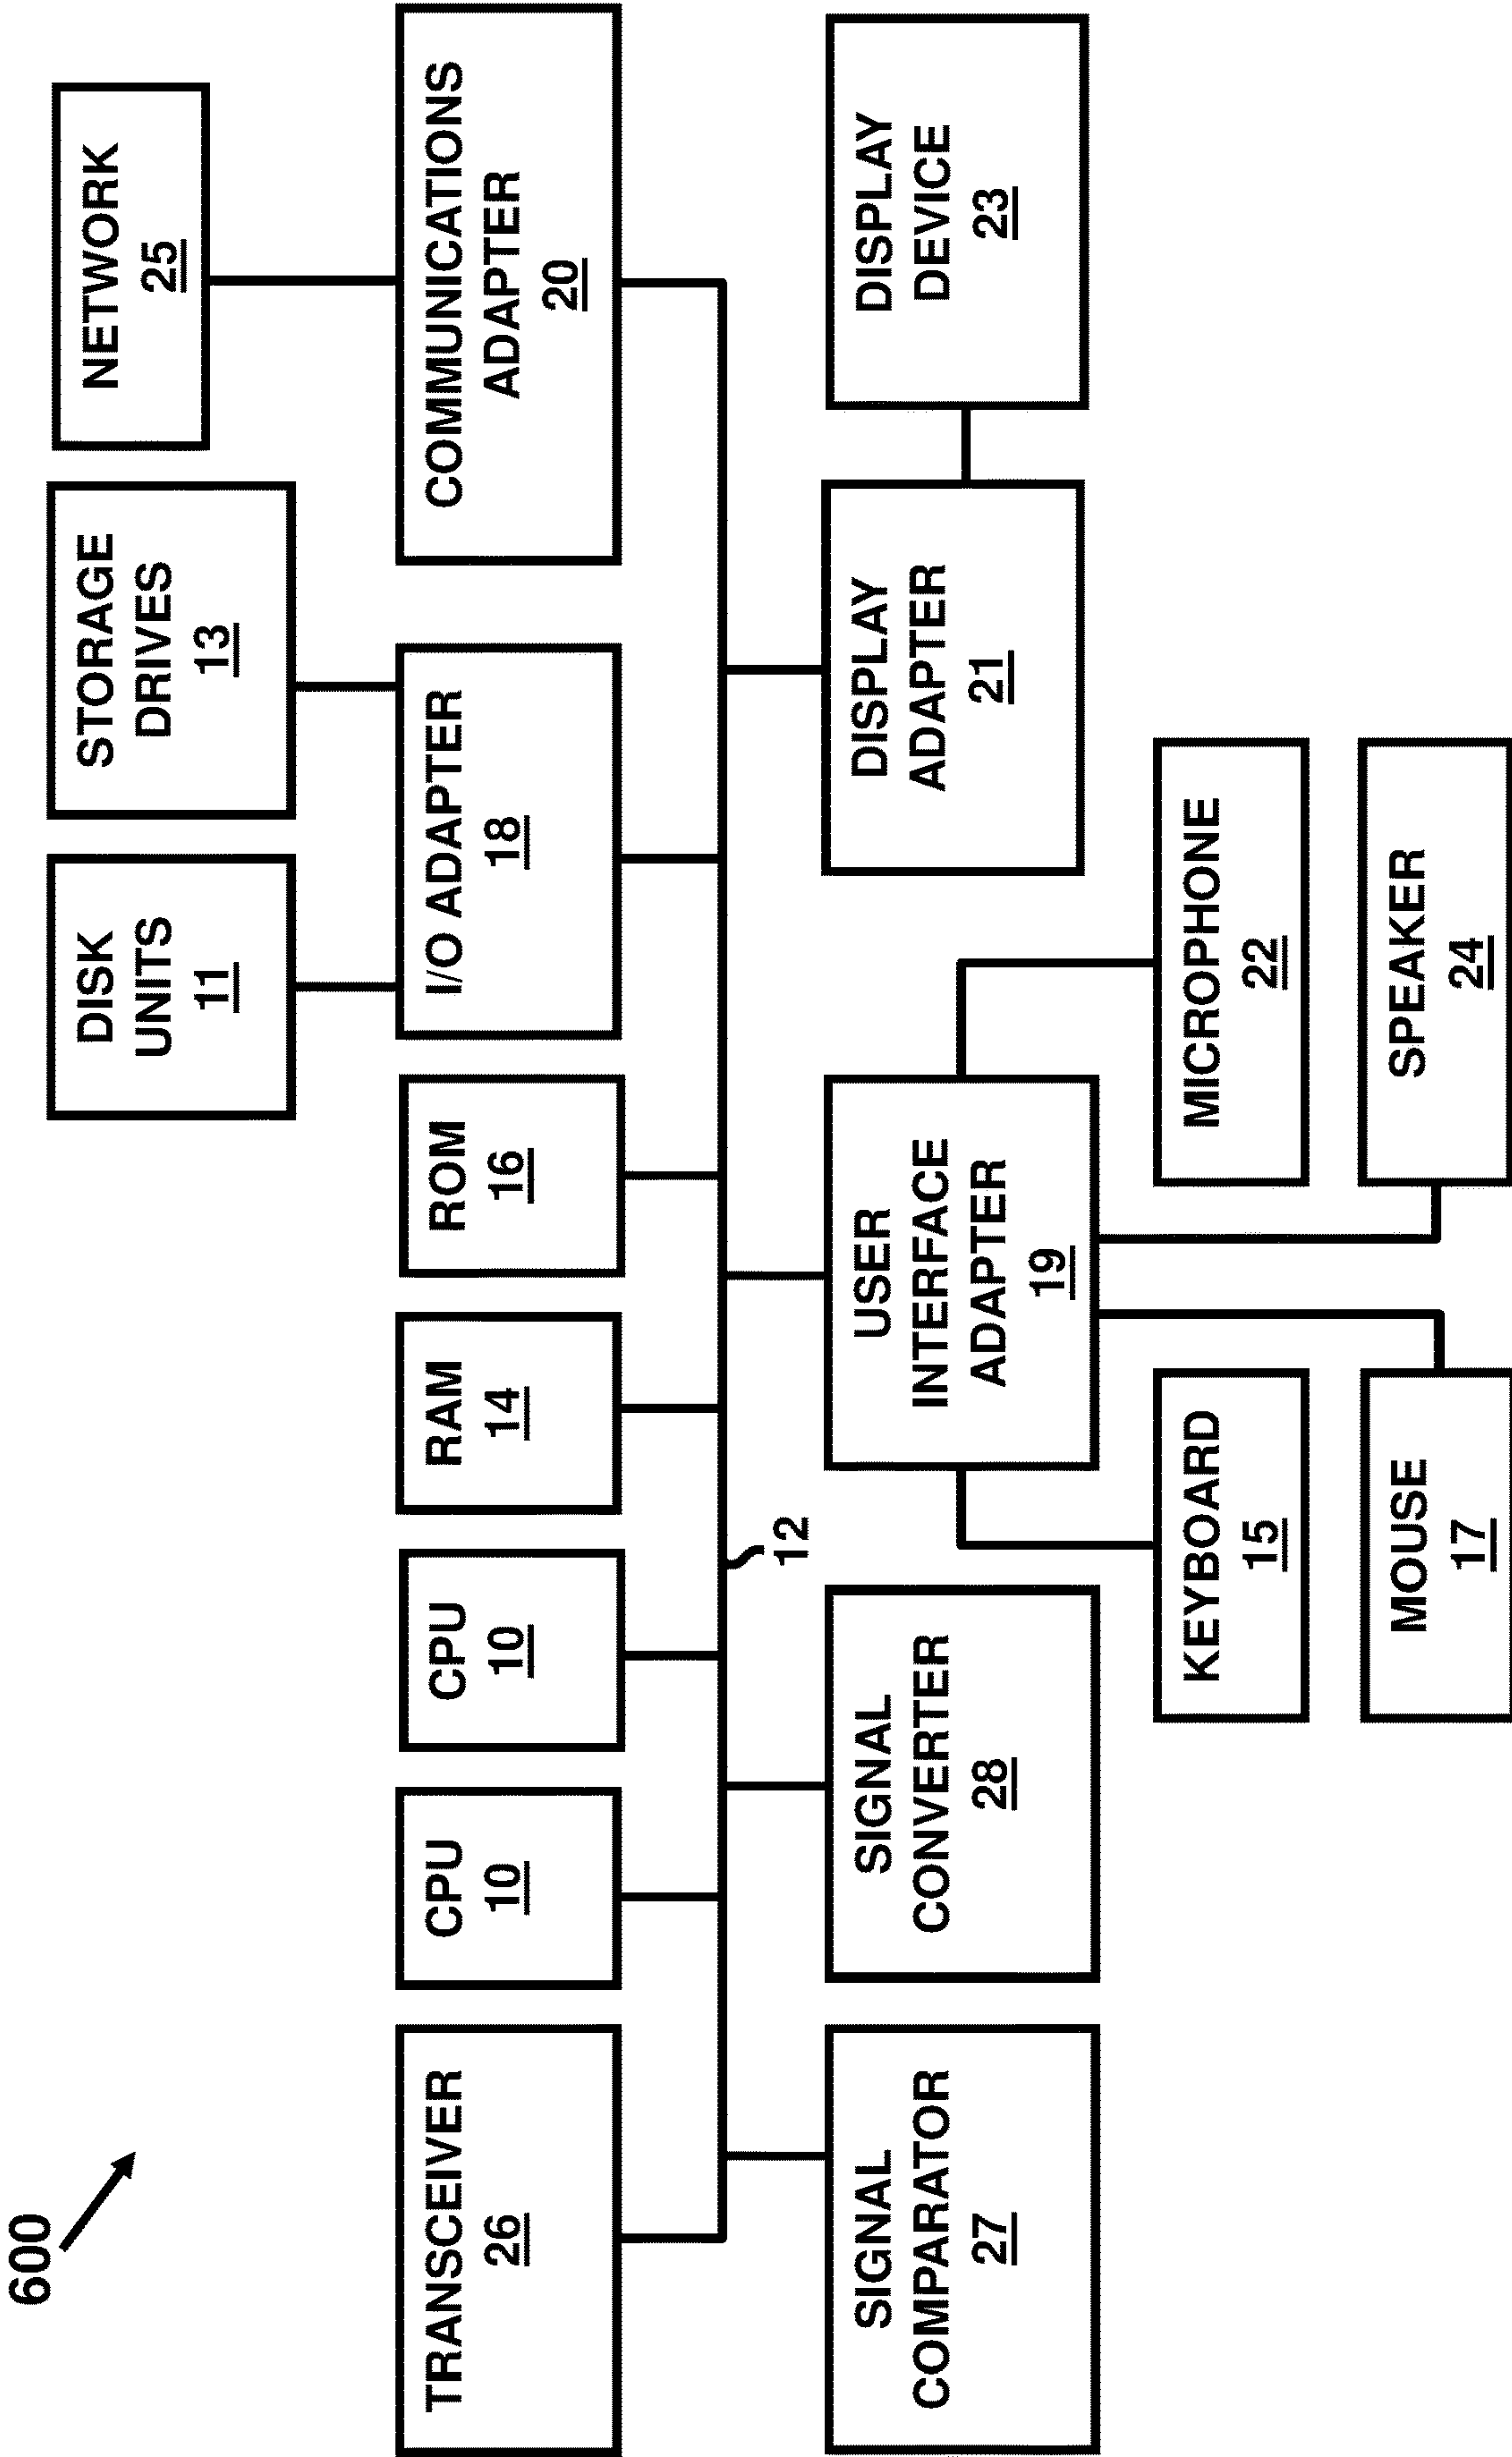 600
DISK
UNITS
11
STORAGE
DRIVES
13
NETWORK
25
TRANSCEIVER
26
CPU
10
CPU
10
RAM
14
ROM
16
I/O ADAPTER
18
COMMUNICATIONS
ADAPTER
20
12
SIGNAL
COMPARATOR
27
SIGNAL
CONVERTER
28
USER
INTERFACE
ADAPTER
19
DISPLAY
ADAPTER
21
DISPLAY
DEVICE
23
KEYBOARD
15
MICROPHONE
22
MOUSE
17
SPEAKER
24